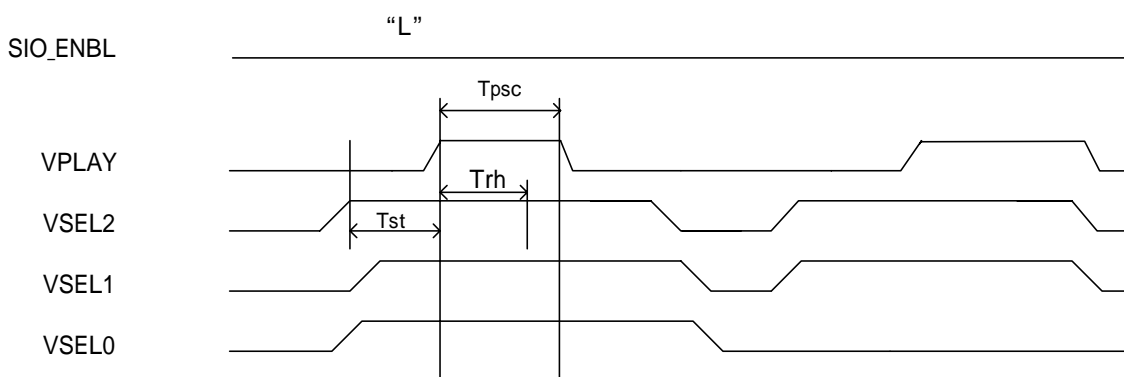 “L”
SIO_ENBL
Tpsc
VPLAY
Trh
VSEL2
Tst
VSEL1
VSEL0